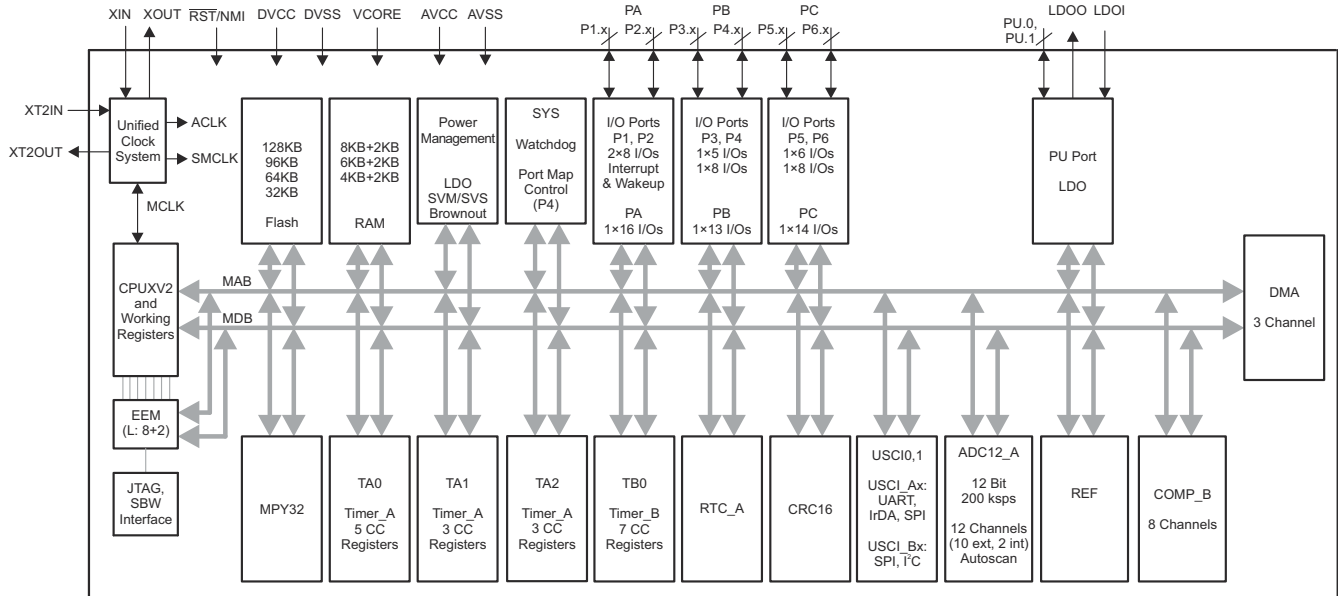 XIN XOUT RST/NMI DVCC DVSS VCORE AVCC AVSS
PA
P1.x P2.x
PB
P3.x P4.x
PC
P5.x P6.x
PU.0,
PU.1
LDOO LDOI
XT2IN
XT2OUT
Unified
Clock
System
ACLK
SMCLK
MCLK
128KB
96KB
64KB
32KB
Flash
8KB+2KB
6KB+2KB
4KB+2KB
RAM
Power
Management
LDO
SVM/SVS
Brownout
SYS
Watchdog
Port Map
Control
(P4)
I/O Ports
P1, P2
2×8 I/Os
Interrupt
& Wakeup
PA
1×16 I/Os
I/O Ports
P3, P4
1×5 I/Os
1×8 I/Os
PB
1×13 I/Os
I/O Ports
P5, P6
1×6 I/Os
1×8 I/Os
PC
1×14 I/Os
PU Port
LDO
CPUXV2
and
Working
Registers
MAB
MDB
DMA
3 Channel
EEM
(L: 8+2)
JTAG,
SBW
Interface
MPY32
TA0
Timer_A
5 CC
Registers
TA1
Timer_A
3 CC
Registers
TA2
Timer_A
3 CC
Registers
TB0
Timer_B
7 CC
Registers
RTC_A
CRC16
USCI0,1
USCI_Ax:
UART,
IrDA, SPI
USCI_Bx:
SPI, I²C
ADC12_A
12 Bit
200 ksps
12 Channels
(10 ext, 2 int)
Autoscan
REF
COMP_B
8 Channels